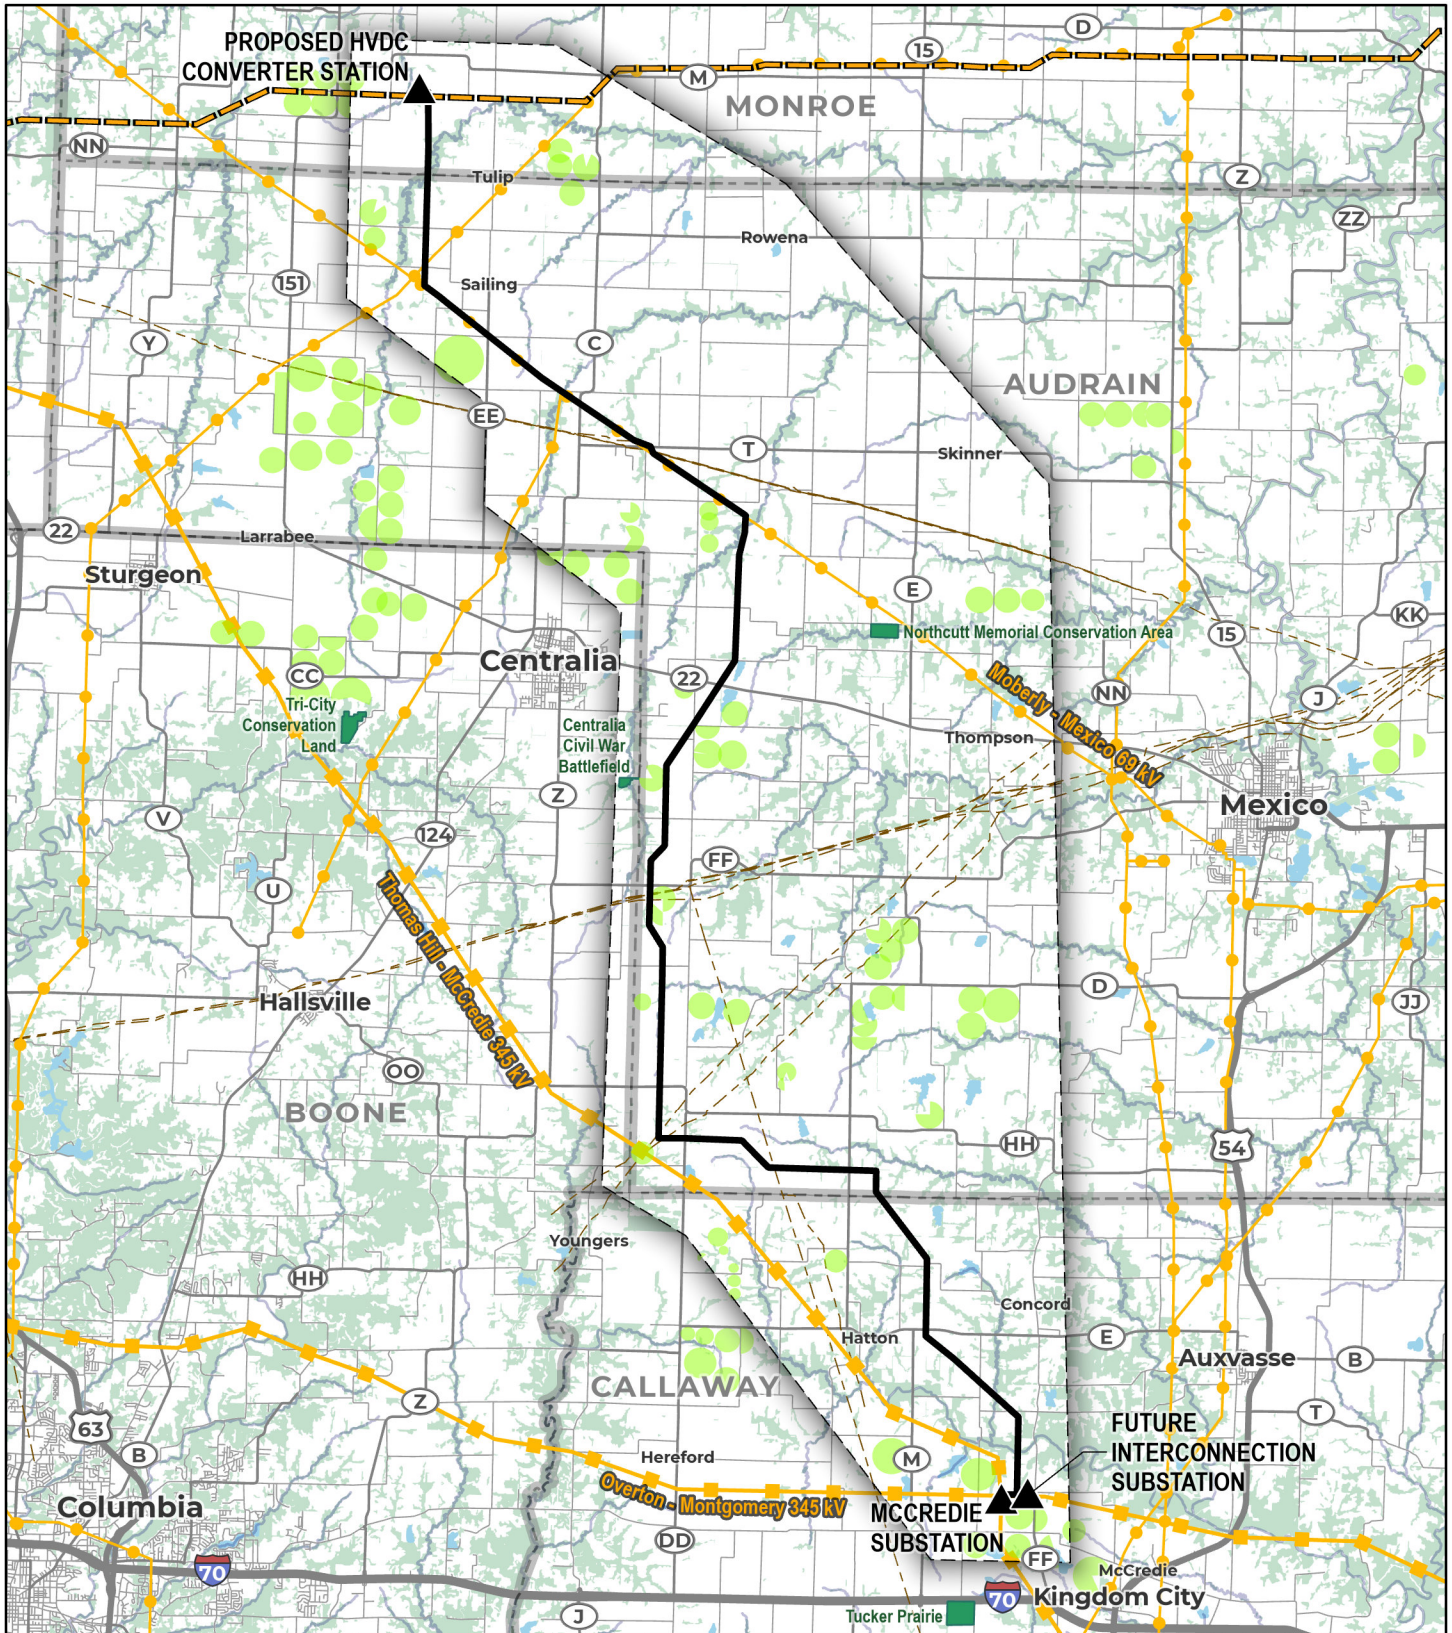 PROPOSED HVDC
CONVERTER STATION
D
15
M
MONROE
NN
Tulip
Z
ZZ
Rowena
151
Sailing
Y
C
AUDRAIN
EE
T
Skinner
22
Larrabee
Sturgeon
E
Northcutt Memorial Conservation Area
KK
15
Centralia
CC
22
Moberly - Mexico 69 kV
NN
J
Tri-City
Conservation
Land
Centralia
Civil War
Battlefield
Thompson
Z
Mexico
V
124
FF
U
Thomas Hill - McCredie 345 kV
Hallsville
D
JJ
OO
BOONE
HH
54
Youngers
HH
Concord
Hatton
E
Auxvasse
B
CALLAWAY
Z
T
63
B
FUTURE
INTERCONNECTION
SUBSTATION
Hereford
M
Overton - Montgomery 345 kV
Columbia
MCCREDIE
SUBSTATION
DD
FF
McCredie
70
70
Kingdom City
J
Tucker Prairie